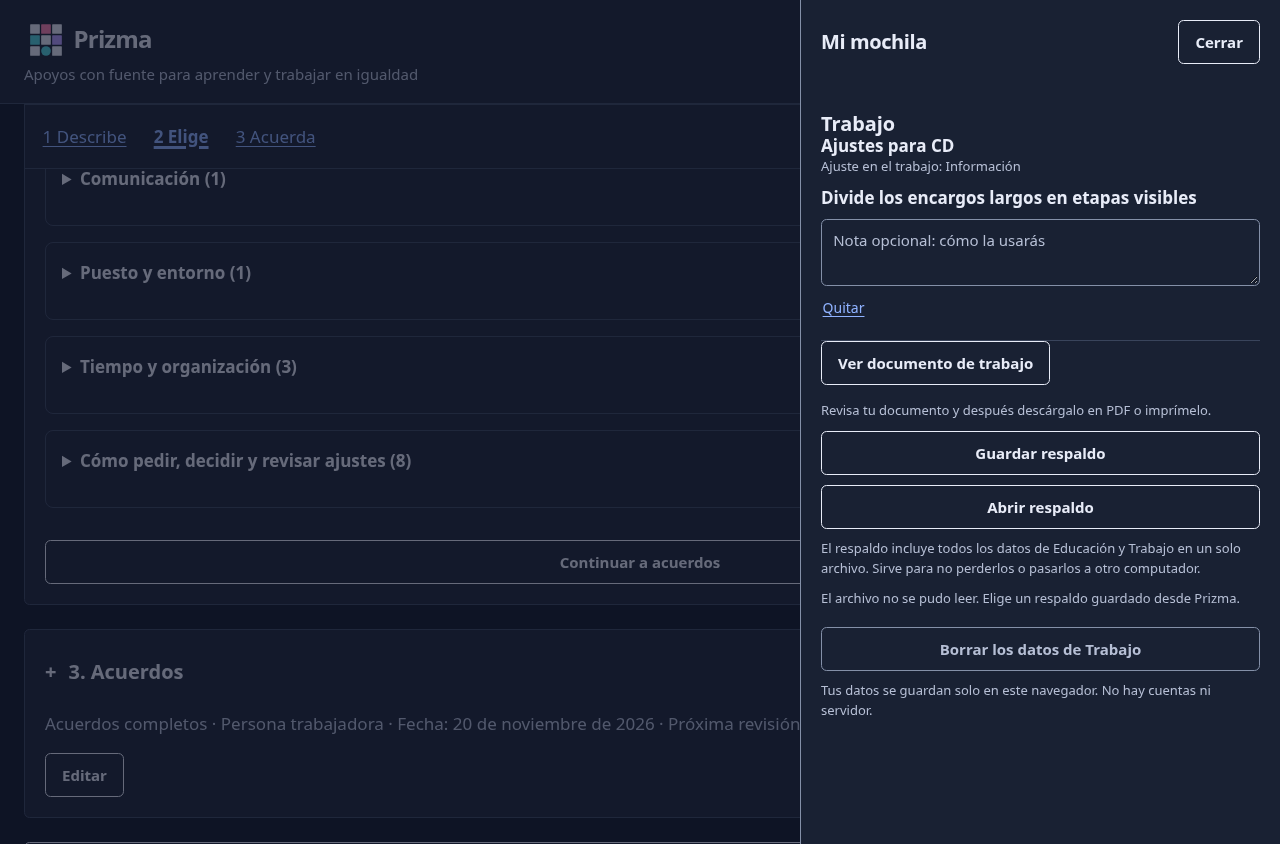 Prizma
Apoyos con fuente para aprender y trabajar en igualdad
1 Describe 2 Elige 3 Acuerda
Comunicación (1)
Puesto y entorno (1)
Tiempo y organización (3)
Cómo pedir, decidir y revisar ajustes (8)
Continuar a acuerdos
+ 3. Acuerdos
Acuerdos completos · Persona trabajadora · Fecha: 20 de noviembre de 2026 · Próxima revisión
Editar
Mi mochila
Cerrar
Trabajo
Ajustes para CD
Ajuste en el trabajo: Información
Divide los encargos largos en etapas visibles
Nota opcional: cómo la usarás
Quitar
Ver documento de trabajo
Revisa tu documento y después descárgalo en PDF o imprímelo.
Guardar respaldo
Abrir respaldo
El respaldo incluye todos los datos de Educación y Trabajo en un solo
archivo. Sirve para no perderlos o pasarlos a otro computador.
El archivo no se pudo leer. Elige un respaldo guardado desde Prizma.
Borrar los datos de Trabajo
Tus datos se guardan solo en este navegador. No hay cuentas ni
servidor.